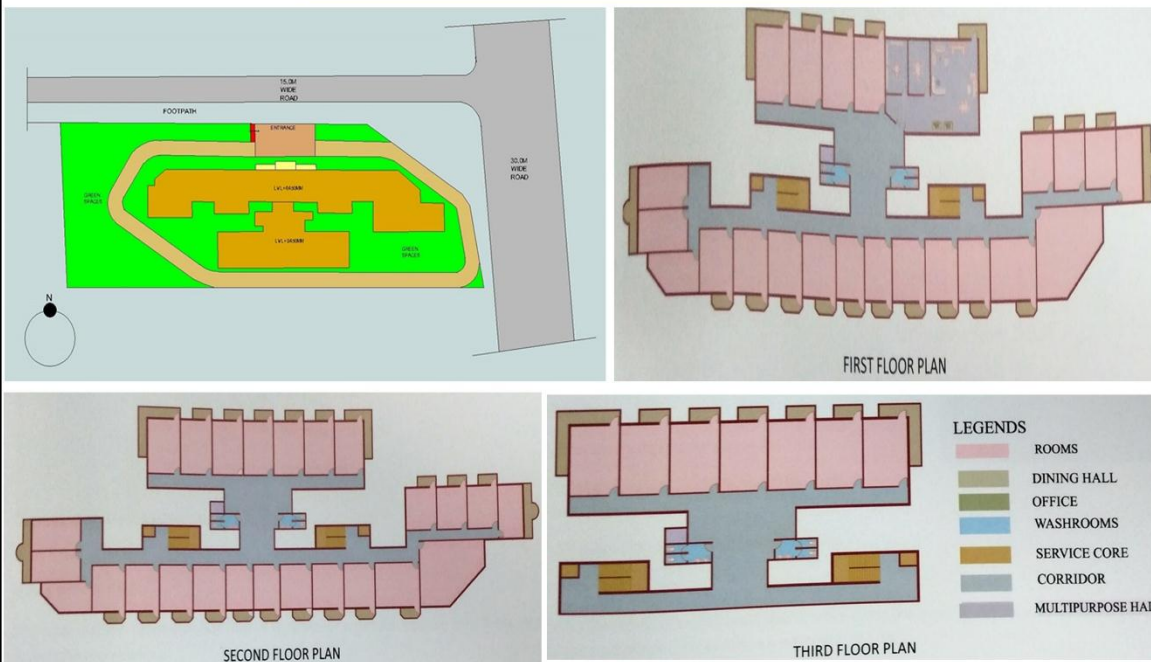 15.0M
WIDE
ROAD
FOOTPATH
ENTRANCE
30.0M
WIDE
ROAD
GREEN
SPACES
GREEN
SPACES
N
FIRST FLOOR PLAN
SECOND FLOOR PLAN
THIRD FLOOR PLAN
LEGENDS
ROOMS
DINING HALL
OFFICE
WASHROOMS
SERVICE CORE
CORRIDOR
MULTIPURPOSE HAL